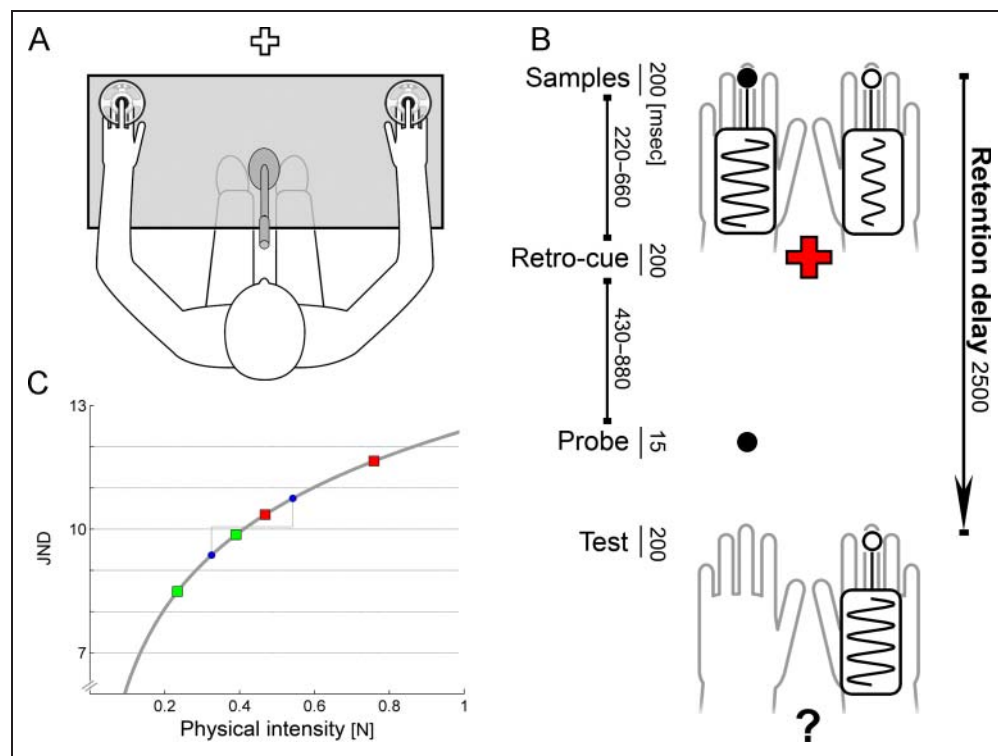 A
B
Samples
200 [msec]
220–660
Retro-cue
200
430–880
Probe
15
Test
200
Retention delay 2500
?
C
13
10
7
JND
0.2 0.4 0.6 0.8 1
Physical intensity [N]